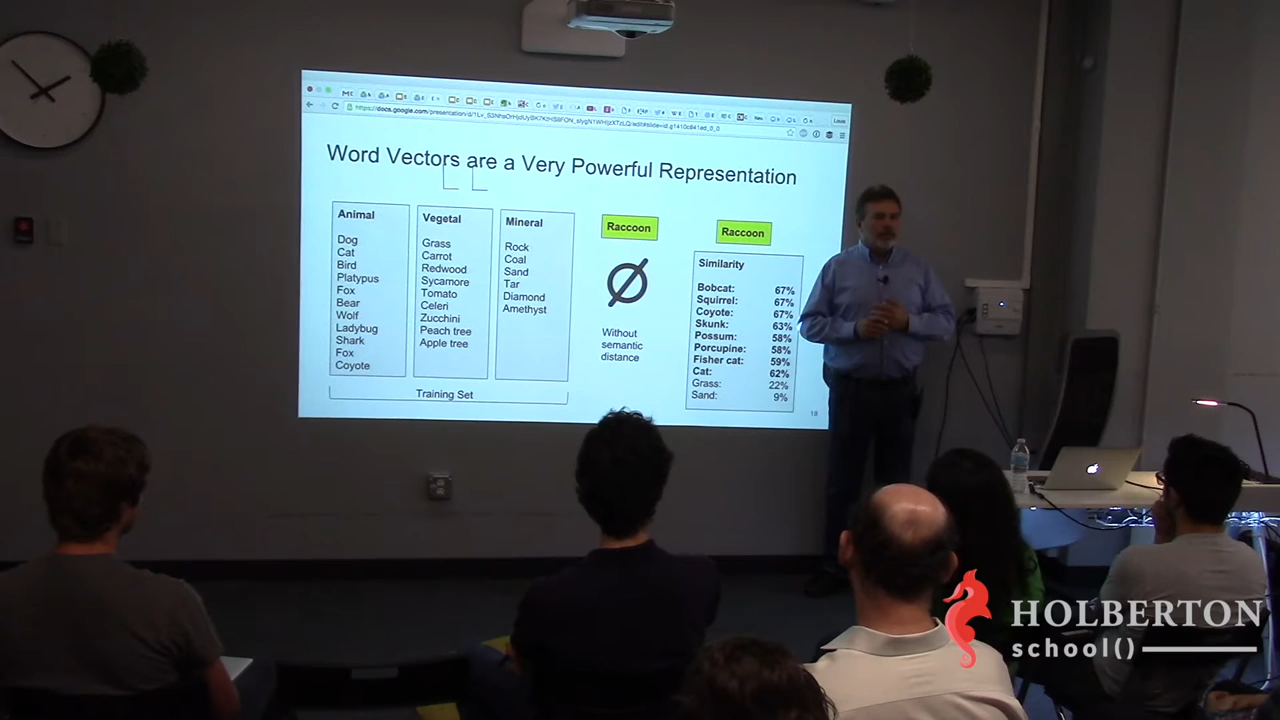 Louis
Word Vectors are a Very Powerful Representation
Animal
Dog
Cat
Bird
Platypus
Fox
Bear
Wolf
Ladybug
Shark
Fox
Coyote
Vegetal
Grass
Carrot
Redwood
Sycamore
Tomato
Celeri
Zucchini
Peach tree
Apple tree
Mineral
Rock
Coal
Sand
Tar
Diamond
Amethyst
Training Set
Raccoon
Without
semantic
distance
Raccoon
Similarity
Bobcat: 67%
Squirrel: 67%
Coyote: 67%
Skunk: 63%
Possum: 58%
Porcupine: 58%
Fisher cat: 59%
Cat: 62%
Grass: 22%
Sand: 9%
18
HOLBERTON
school()